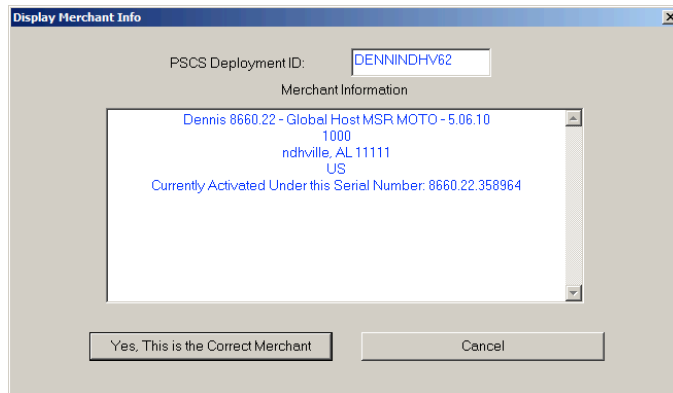 Display Merchant Info
PSCS Deployment ID: DENNINDHV62
Merchant Information
Dennis 8660.22 - Global Host MSR MOTO - 5.06.10
1000
ndhville, AL 11111
US
Currently Activated Under this Serial Number: 8660.22.358964
Yes, This is the Correct Merchant Cancel